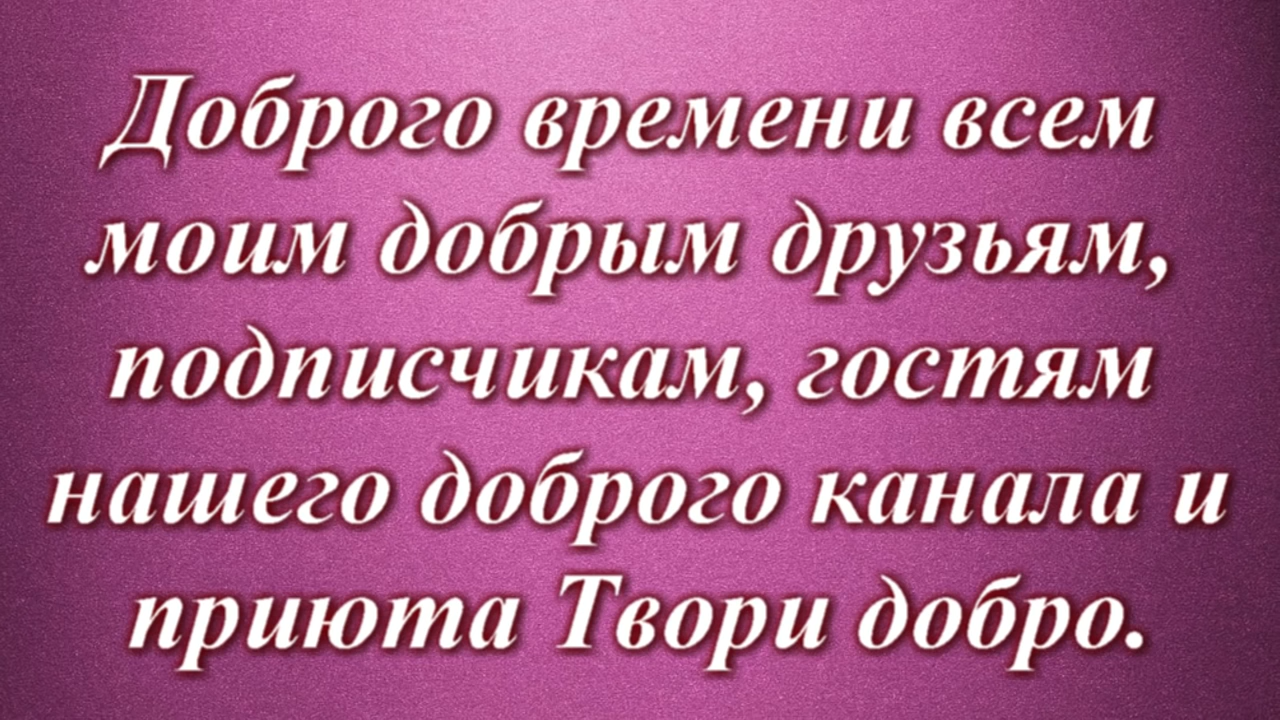 Доброго времени всем
моим добрым друзьям,
подписчикам, гостям
нашего доброго канала и
приюта Твори добро.